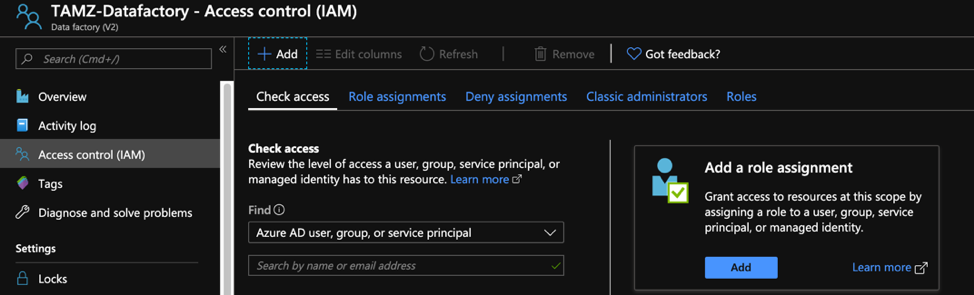 TAMZ-Datafactory - Access control (IAM)
Data factory (V2)
Search (Cmd+/)
«
Overview
Activity log
Access control (IAM)
Tags
Diagnose and solve problems
Settings
Locks
Add
Edit columns
Refresh
Remove
Got feedback?
Check access
Role assignments
Deny assignments
Classic administrators
Roles
Check access
Review the level of access a user, group, service principal, or
managed identity has to this resource. Learn more
Find
Azure AD user, group, or service principal
Search by name or email address
Add a role assignment
Grant access to resources at this scope by
assigning a role to a user, group, service
principal, or managed identity.
Add
Learn more